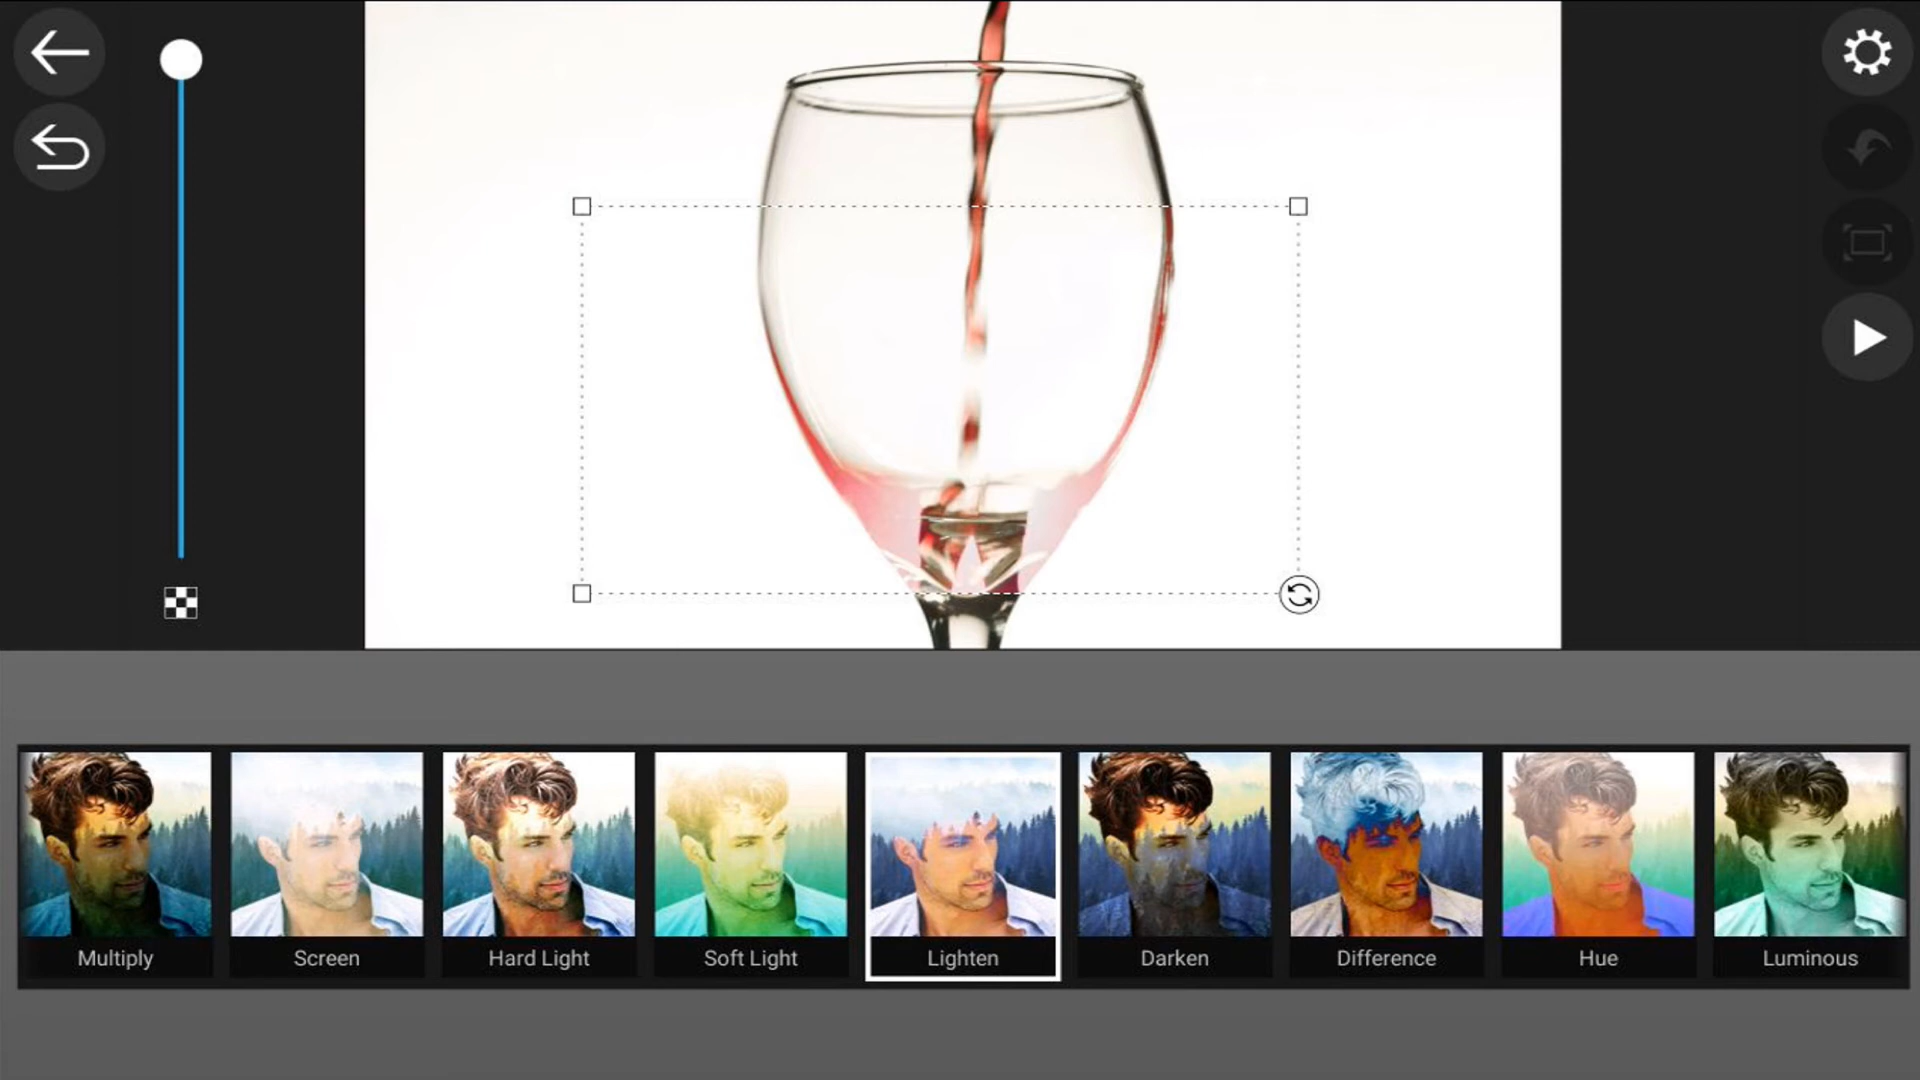 Multiply
Screen
Hard Light
Soft Light
Lighten
Darken
Difference
Hue
Luminous